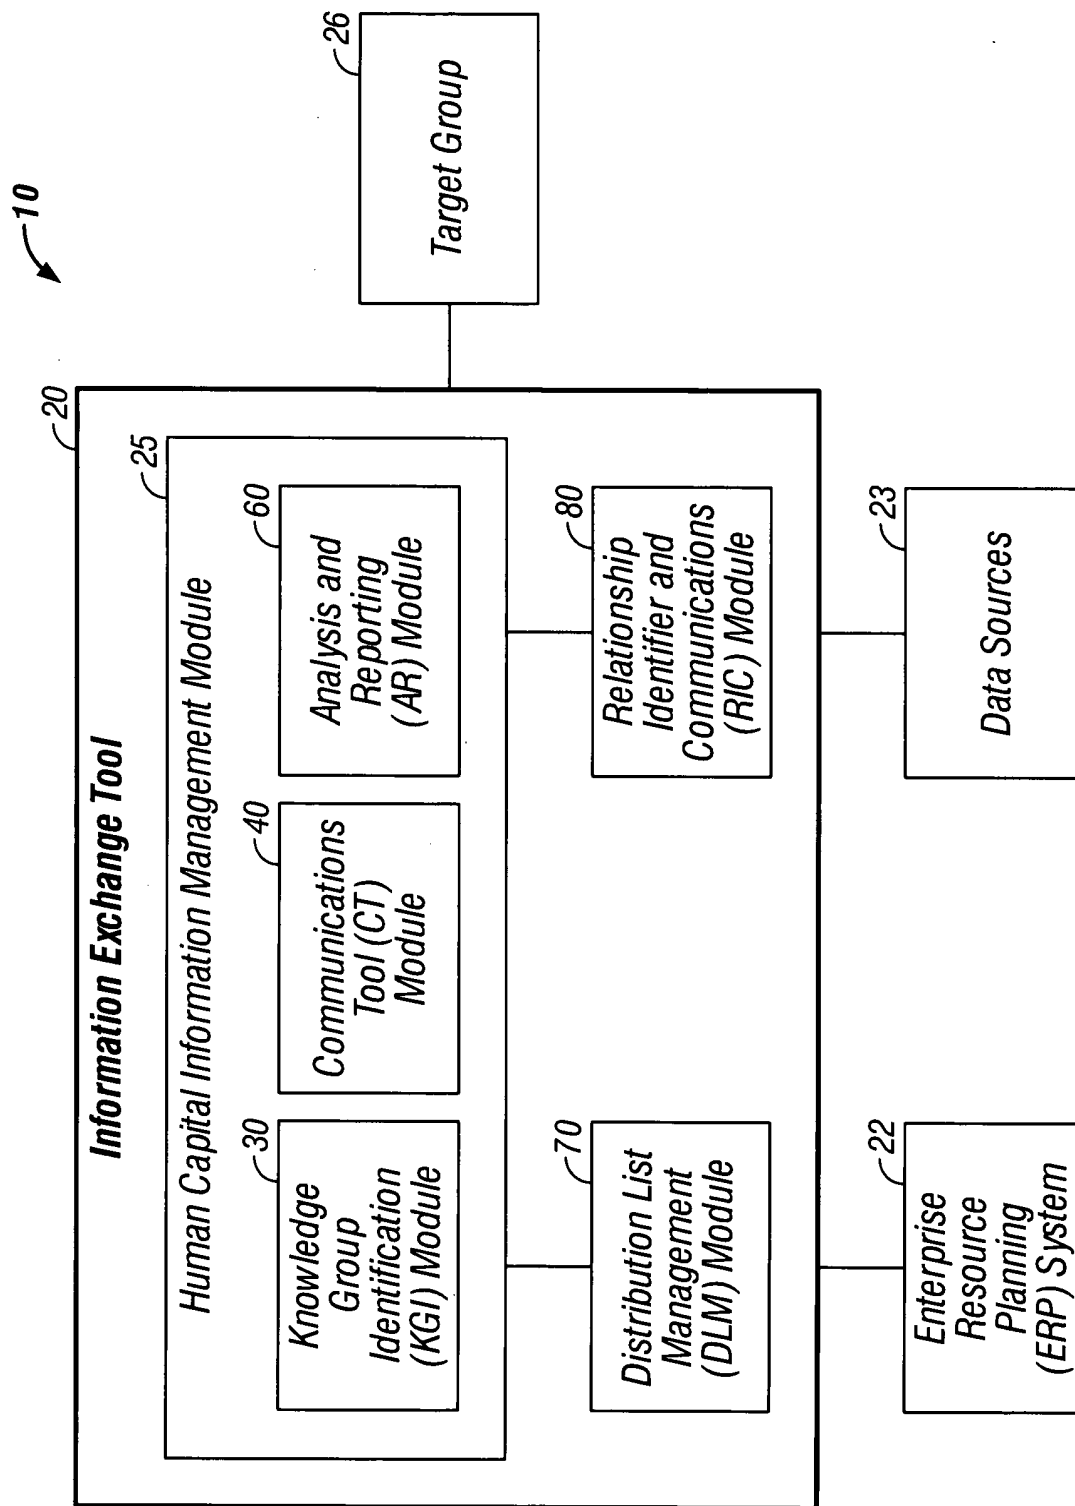 10
20
Information Exchange Tool
25
Human Capital Information Management Module
30
Knowledge
Group
Identification
(KGI) Module
40
Communications
Tool (CT)
Module
60
Analysis and
Reporting
(AR) Module
70
Distribution List
Management
(DLM) Module
80
Relationship
Identifier and
Communications
(RIC) Module
26
Target Group
22
Enterprise
Resource
Planning
(ERP) System
23
Data Sources